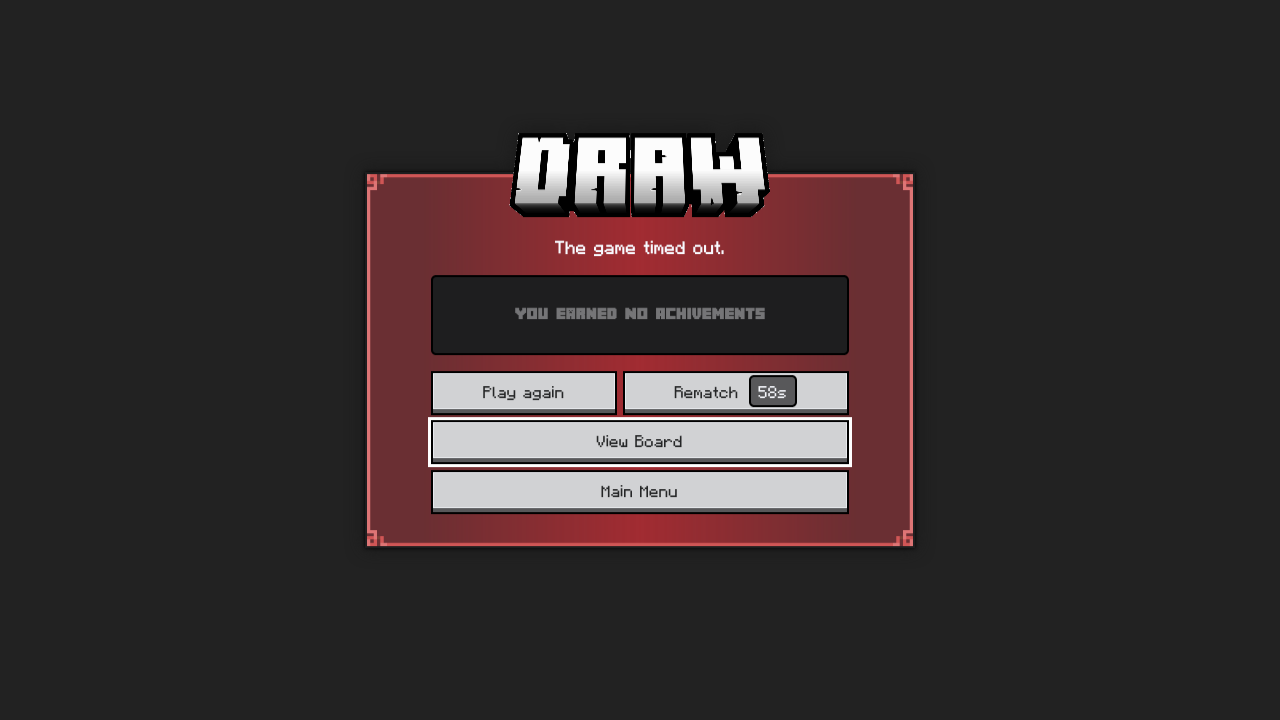 DRAW
The game timed out.
YOU EARNED NO ACHIVEMENTS
Play again
Rematch 58s
View Board
Main Menu